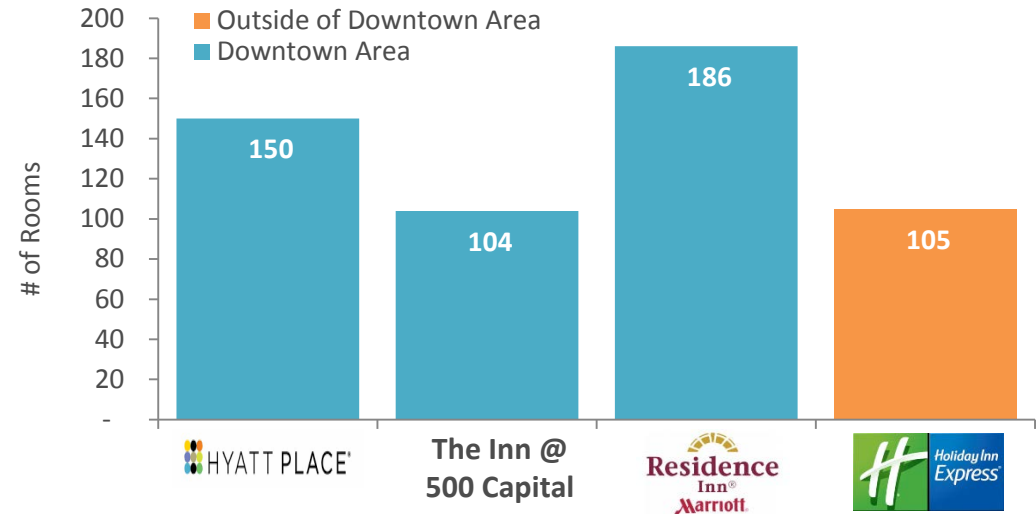 200
180
160
140
120
100
80
60
40
20
-
# of Rooms
Outside of Downtown Area
Downtown Area
150
104
186
105
HYATT PLACE®
The Inn @
500 Capital
Residence
Inn®
Marriott.
H
Holiday Inn
Express®